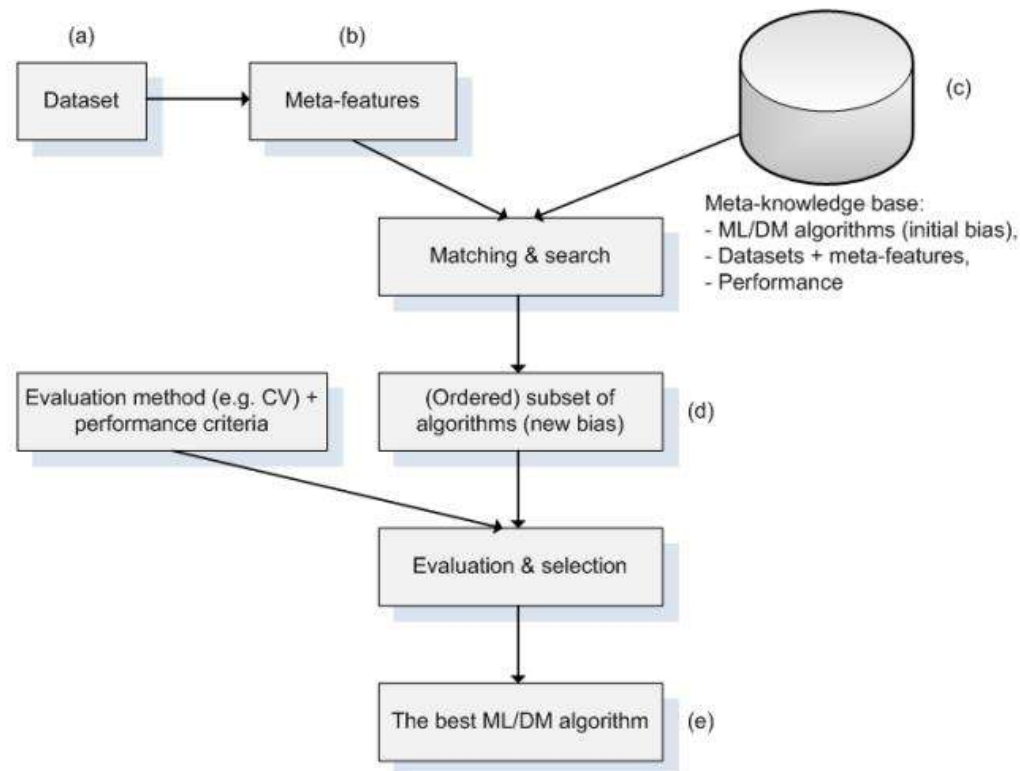 (a)
(b)
Dataset
Meta-features
(c)
Meta-knowledge base:
- ML/DM algorithms (initial bias),
- Datasets + meta-features,
- Performance
Matching & search
Evaluation method (e.g. CV) +
performance criteria
(Ordered) subset of
algorithms (new bias)
(d)
Evaluation & selection
The best ML/DM algorithm
(e)